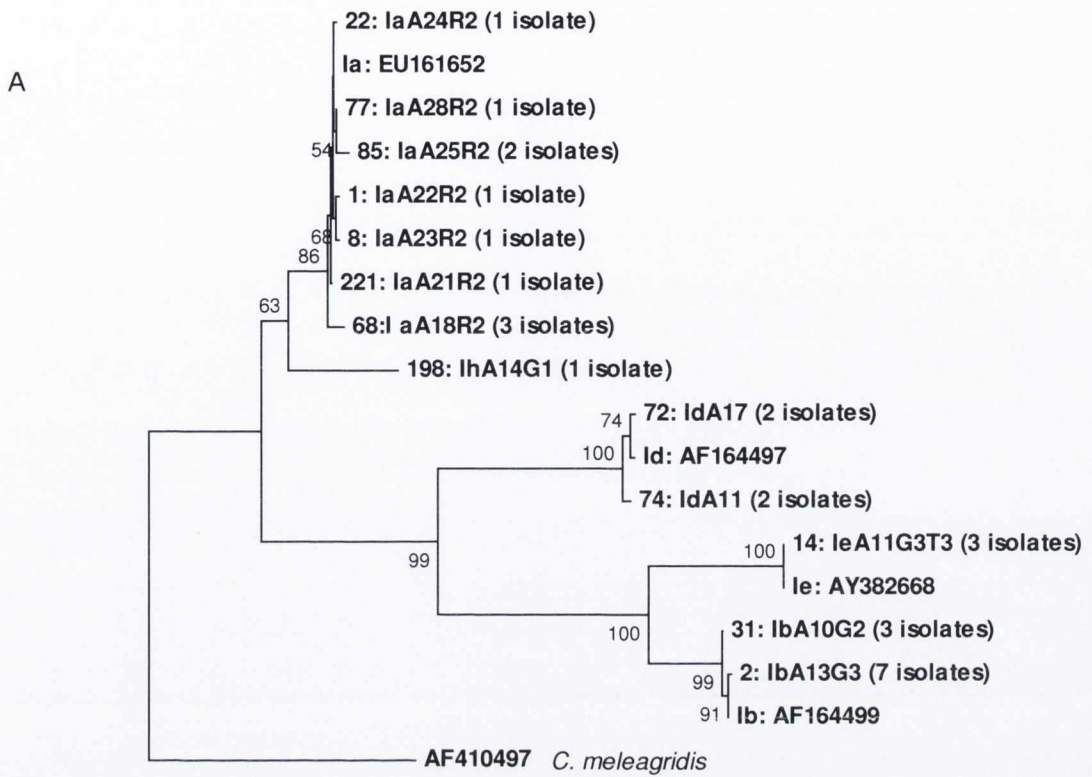 A
22: IaA24R2 (1 isolate)
Ia: EU161652
77: IaA28R2 (1 isolate)
54
85: IaA25R2 (2 isolates)
1: IaA22R2 (1 isolate)
68
8: IaA23R2 (1 isolate)
86
221: IaA21R2 (1 isolate)
63
68:I aA18R2 (3 isolates)
198: IhA14G1 (1 isolate)
74
72: IdA17 (2 isolates)
100
Id: AF164497
74: IdA11 (2 isolates)
99
100
14: IeA11G3T3 (3 isolates)
Ie: AY382668
100
31: IbA10G2 (3 isolates)
99
2: IbA13G3 (7 isolates)
91
Ib: AF164499
AF410497 C. meleagridis